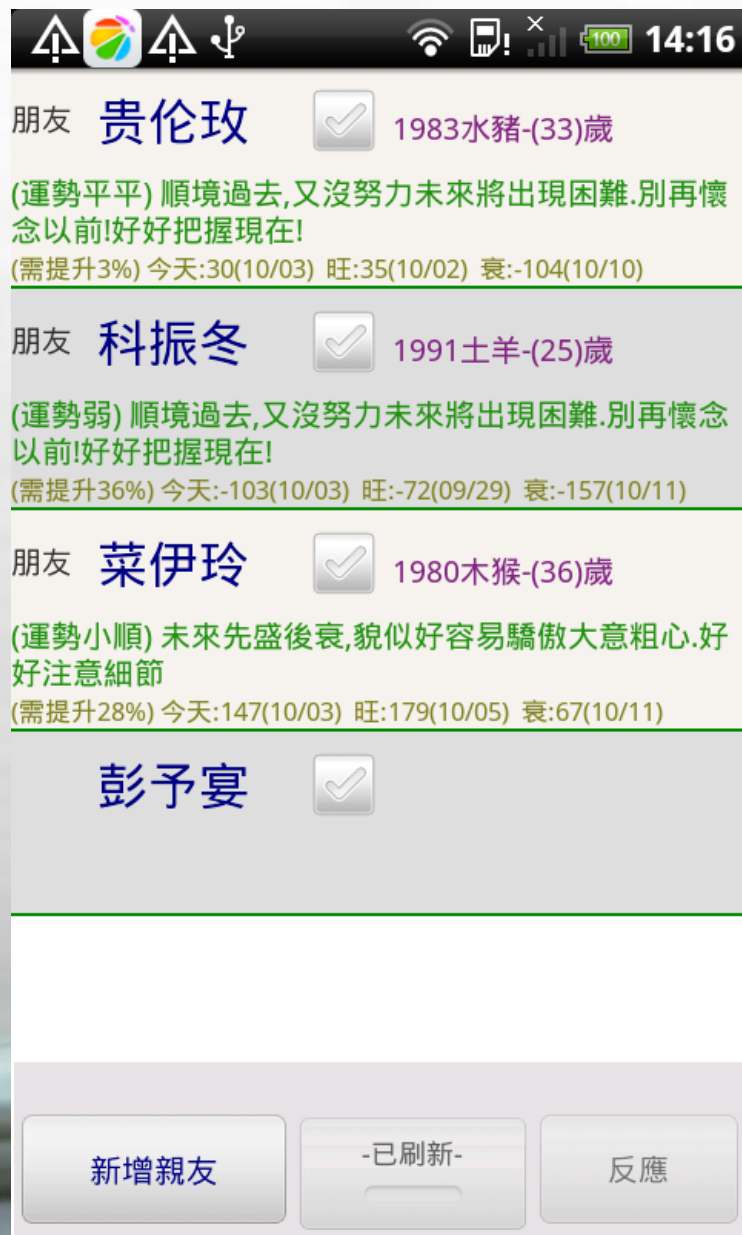 100 14:16
朋友 贵伦玫 1983水豬-(33)歲
(運勢平平) 順境過去,又沒努力未來將出現困難.別再懷
念以前!好好把握現在!
(需提升3%) 今天:30(10/03) 旺:35(10/02) 衰:-104(10/10)
朋友 科振冬 1991土羊-(25)歲
(運勢弱) 順境過去,又沒努力未來將出現困難.別再懷念
以前!好好把握現在!
(需提升36%) 今天:-103(10/03) 旺:-72(09/29) 衰:-157(10/11)
朋友 菜伊玲 1980木猴-(36)歲
(運勢小順) 未來先盛後衰,貌似好容易驕傲大意粗心.好
好注意細節
(需提升28%) 今天:147(10/03) 旺:179(10/05) 衰:67(10/11)
彭予宴
新增親友 -已刷新- 反應